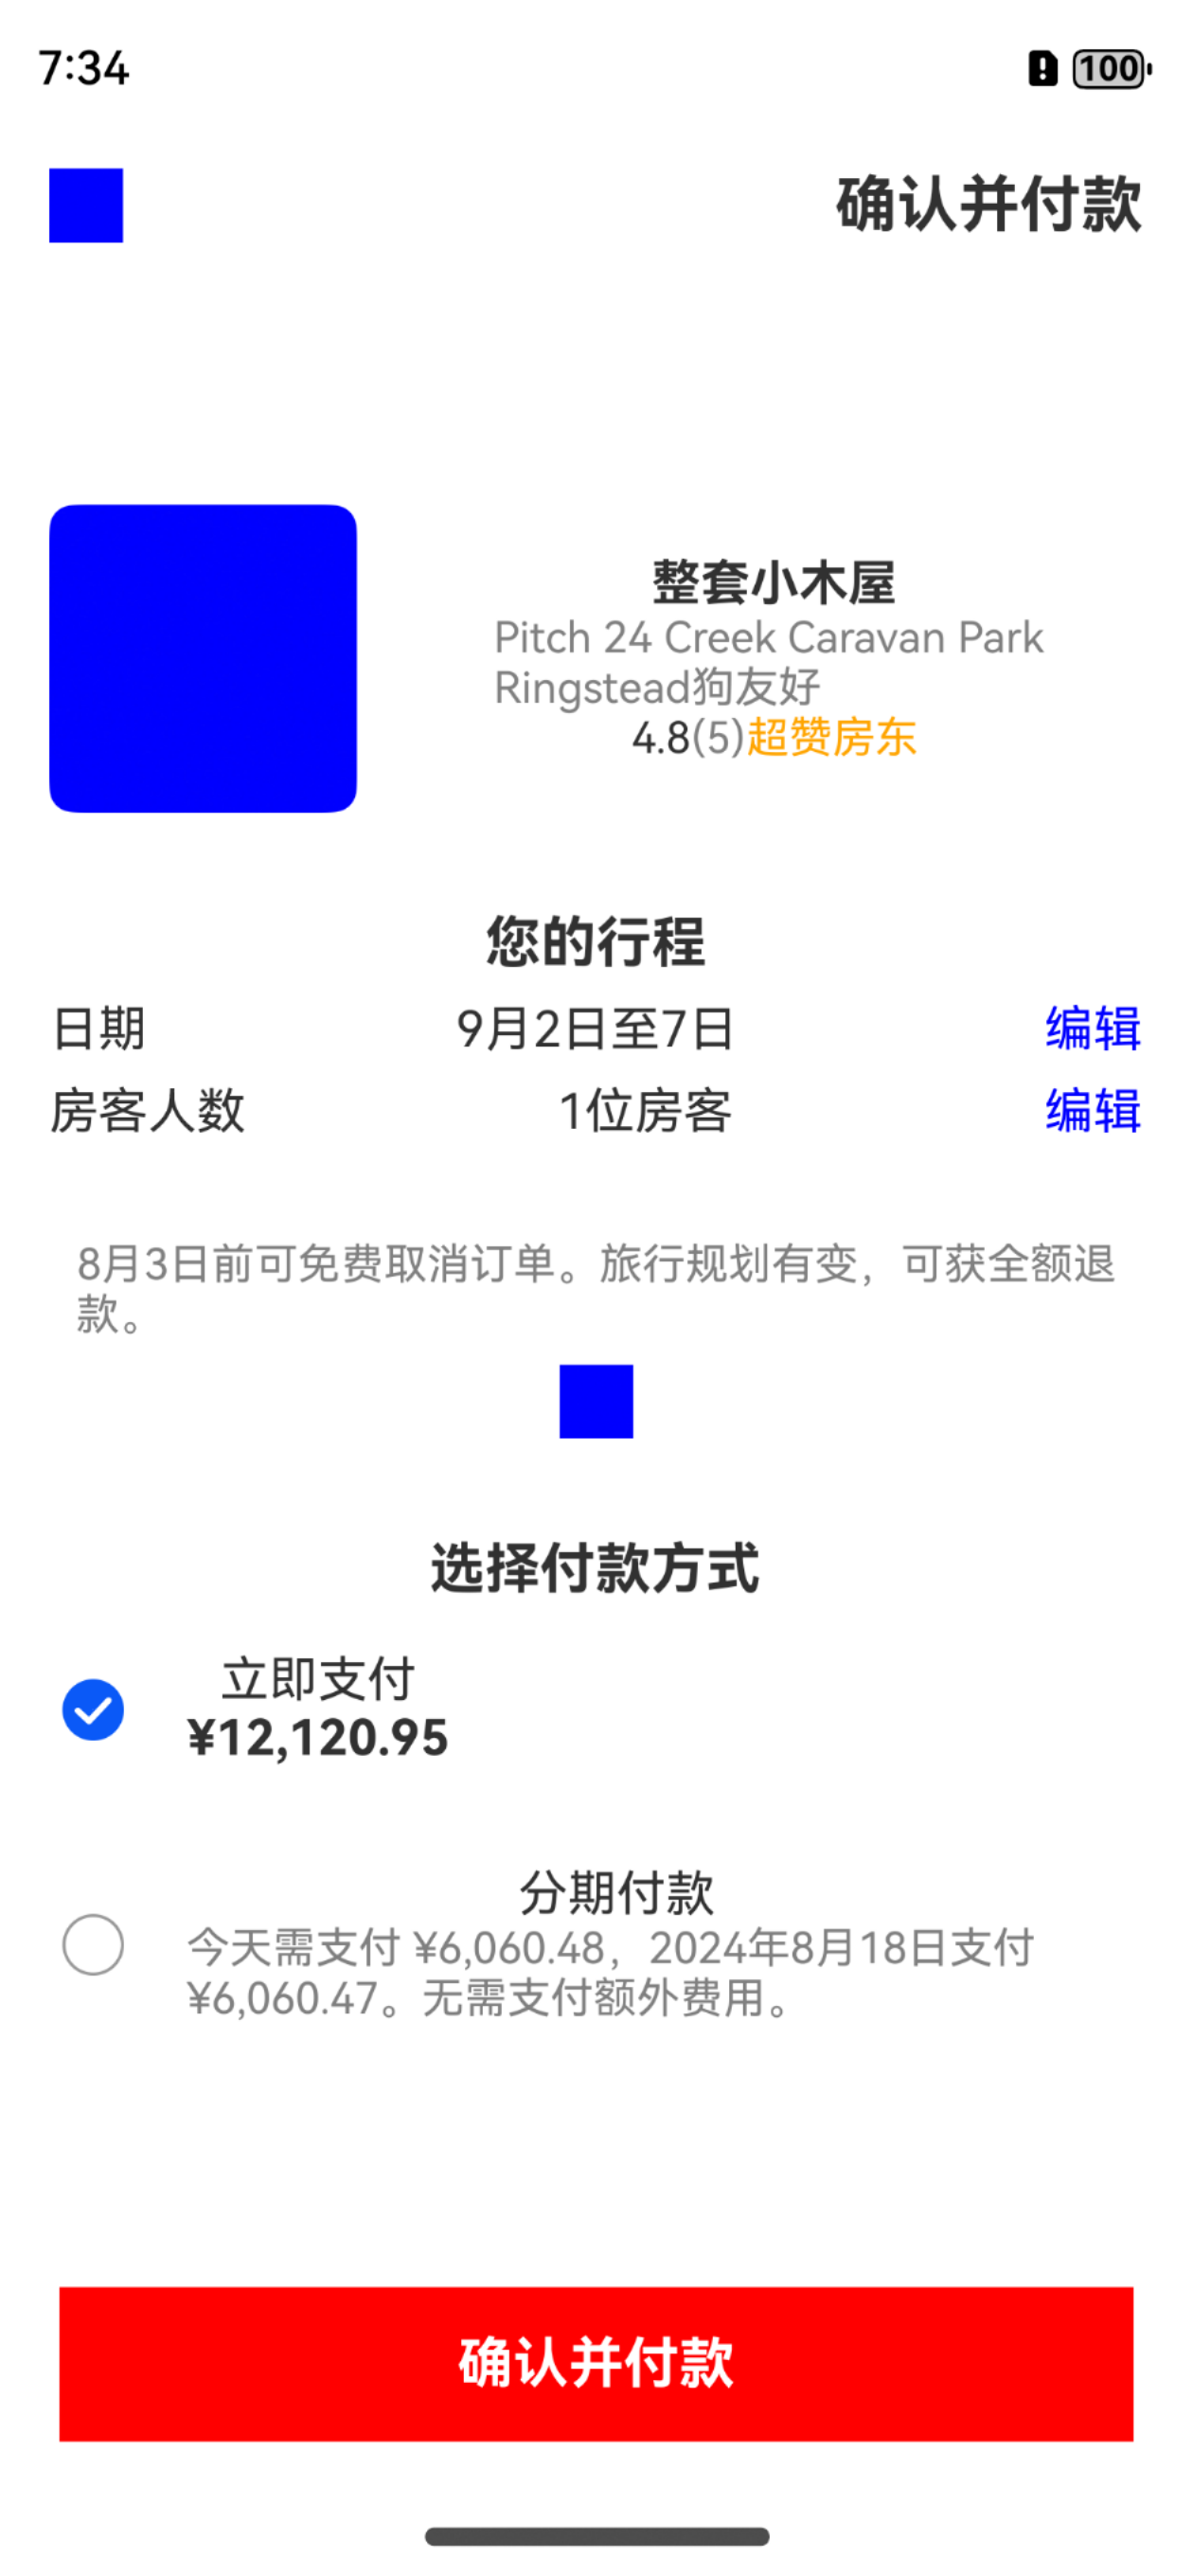 7:34
100
确认并付款
整套小木屋
Pitch 24 Creek Caravan Park
Ringstead狗友好
4.8(5)超赞房东
您的行程
日期 9月2日至7日 编辑
房客人数 1位房客 编辑
8月3日前可免费取消订单。旅行规划有变，可获全额退
款。
选择付款方式
立即支付
¥12,120.95
分期付款
今天需支付 ¥6,060.48，2024年8月18日支付
¥6,060.47。无需支付额外费用。
确认并付款